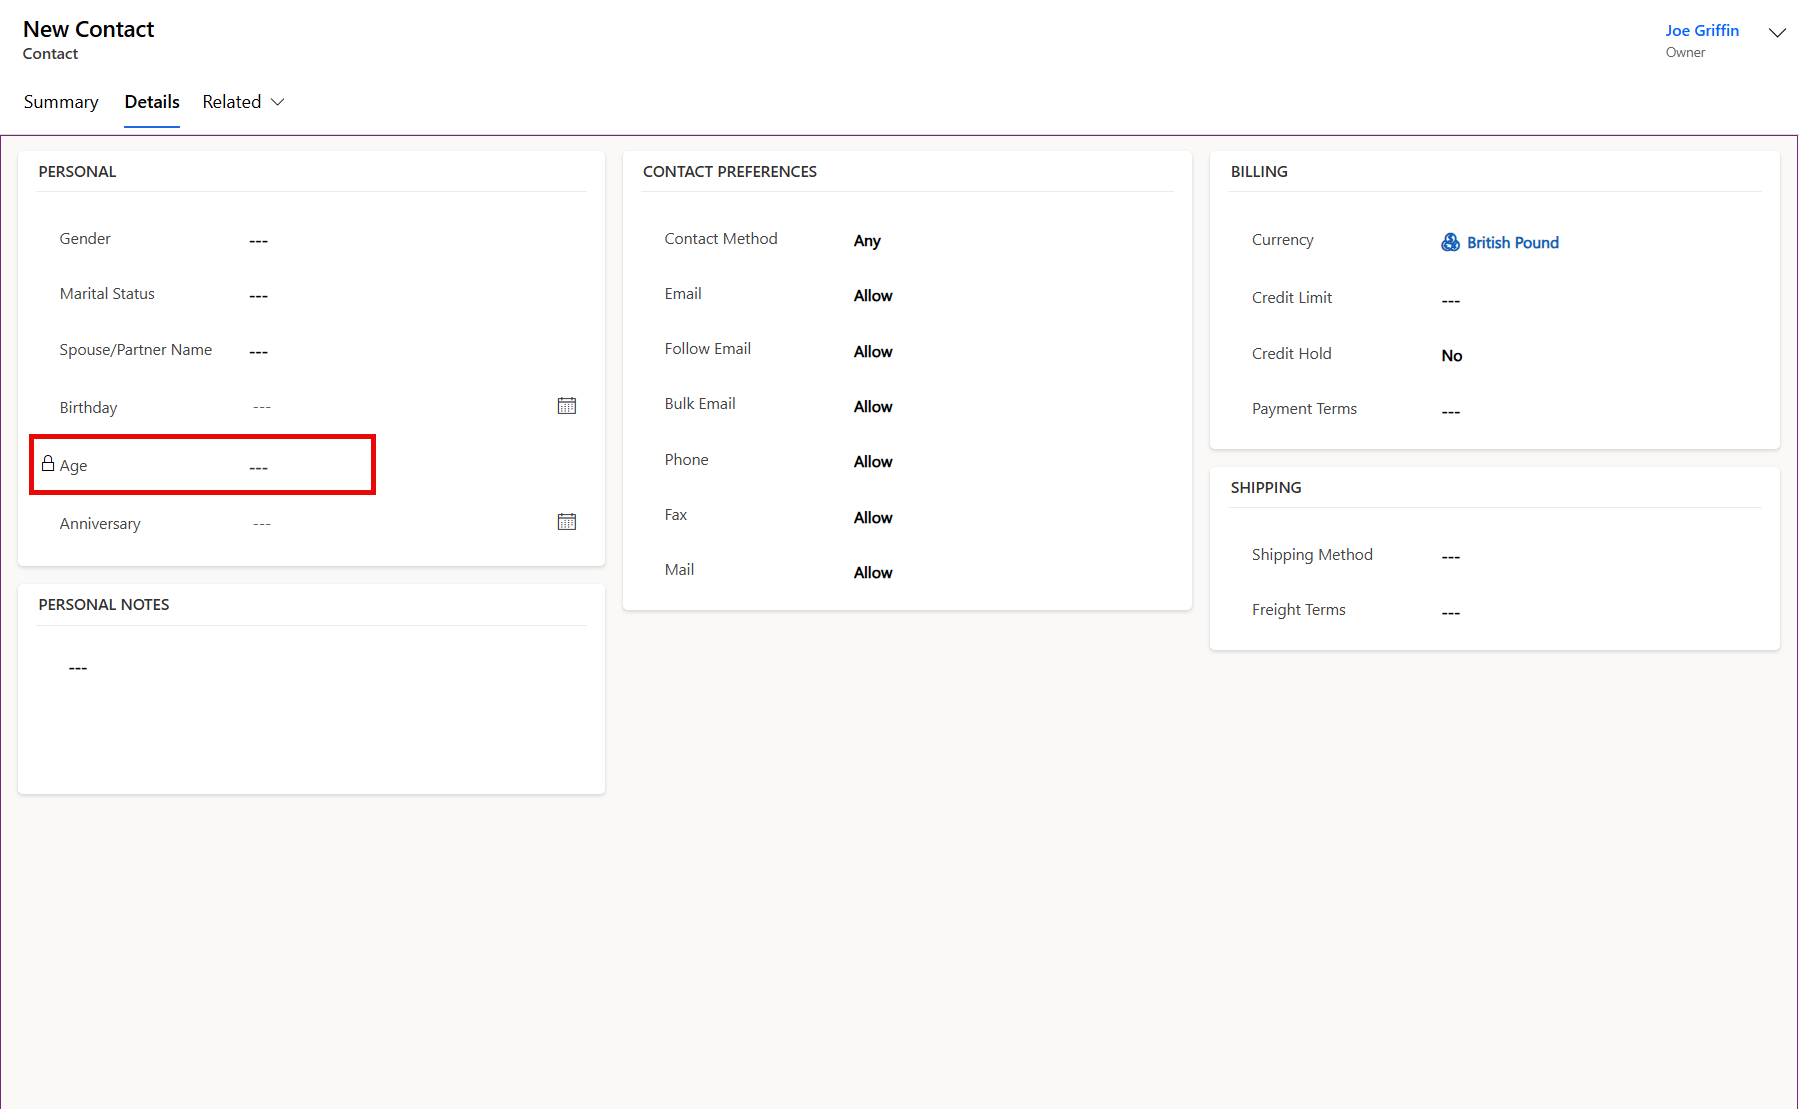 New Contact
Contact
Joe Griffin
Owner
Summary
Details
Related
PERSONAL
Gender
---
Marital Status
---
Spouse/Partner Name
---
Birthday
---
Age
---
Anniversary
---
PERSONAL NOTES
---
CONTACT PREFERENCES
Contact Method
Any
Email
Allow
Follow Email
Allow
Bulk Email
Allow
Phone
Allow
Fax
Allow
Mail
Allow
BILLING
Currency
British Pound
Credit Limit
---
Credit Hold
No
Payment Terms
---
SHIPPING
Shipping Method
---
Freight Terms
---